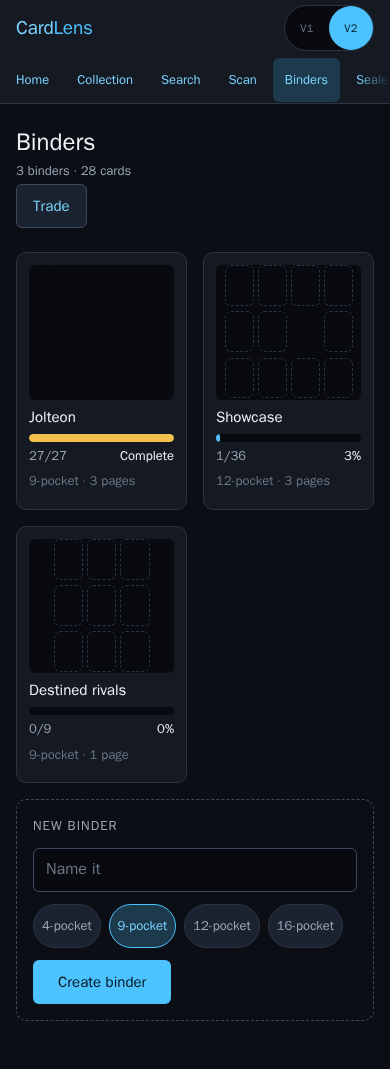 CardLens
V1 V2
Home Collection Search Scan Binders Seale
Binders
3 binders · 28 cards
Trade
Jolteon
27/27 Complete
9-pocket · 3 pages
Showcase
1/36 3%
12-pocket · 3 pages
Destined rivals
0/9 0%
9-pocket · 1 page
NEW BINDER
Name it
4-pocket 9-pocket 12-pocket 16-pocket
Create binder